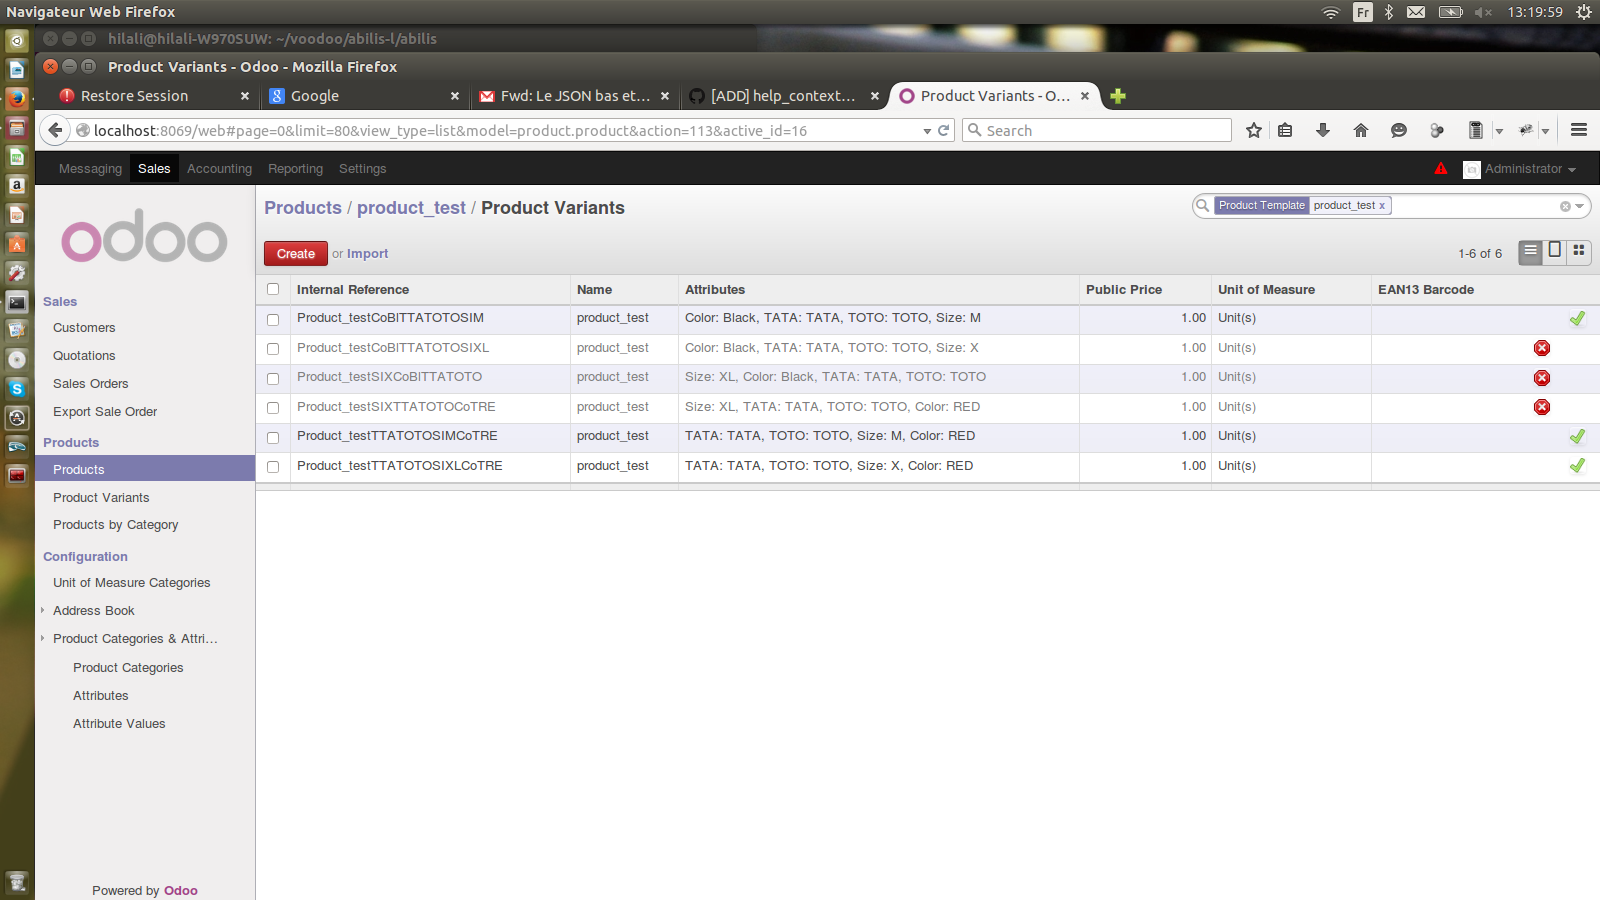 Navigateur Web Firefox
Fr
13:19:59
hilali@hilali-W970SUW: ~/voodoo/abilis-l/abilis
Product Variants - Odoo - Mozilla Firefox
Restore Session
Google
Fwd: Le JSON bas et...
[ADD] help_context...
Product Variants - O...
localhost:8069/web#page=0&limit=80&view_type=list&model=product.product&action=113&active_id=16
Search
Messaging
Sales
Accounting
Reporting
Settings
Administrator
odoo
Products / product_test / Product Variants
Product Template product_test x
Create or Import
1-6 of 6
Internal Reference Name Attributes Public Price Unit of Measure EAN13 Barcode
Product_testCoBlTTATOTOSIM product_test Color: Black, TATA: TATA, TOTO: TOTO, Size: M 1.00 Unit(s)
Product_testCoBlTTATOTOSIXL product_test Color: Black, TATA: TATA, TOTO: TOTO, Size: X 1.00 Unit(s)
Product_testSIXCoBlTTATOTO product_test Size: XL, Color: Black, TATA: TATA, TOTO: TOTO 1.00 Unit(s)
Product_testSIXTTATOTOCoTRE product_test Size: XL, TATA: TATA, TOTO: TOTO, Color: RED 1.00 Unit(s)
Product_testTTATOTOSIMCoTRE product_test TATA: TATA, TOTO: TOTO, Size: M, Color: RED 1.00 Unit(s)
Product_testTTATOTOSIXLCoTRE product_test TATA: TATA, TOTO: TOTO, Size: X, Color: RED 1.00 Unit(s)
Sales
Customers
Quotations
Sales Orders
Export Sale Order
Products
Products
Product Variants
Products by Category
Configuration
Unit of Measure Categories
Address Book
Product Categories & Attri...
Product Categories
Attributes
Attribute Values
Powered by Odoo